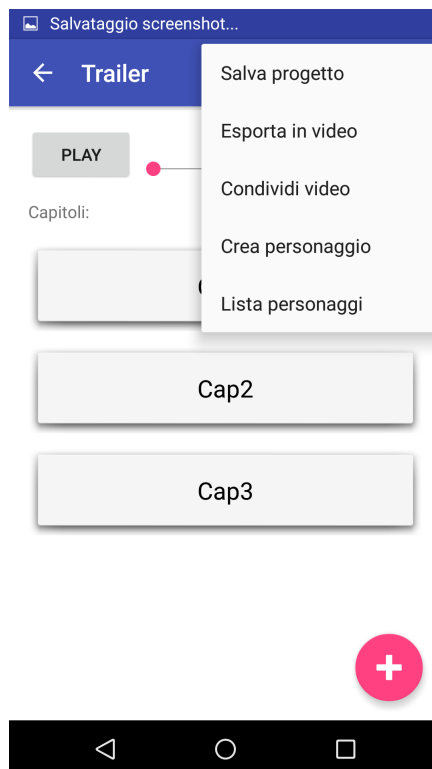 Salvataggio screenshot...
Trailer
Salva progetto
Esporta in video
Condividi video
Crea personaggio
Lista personaggi
PLAY
Capitoli:
Cap2
Cap3